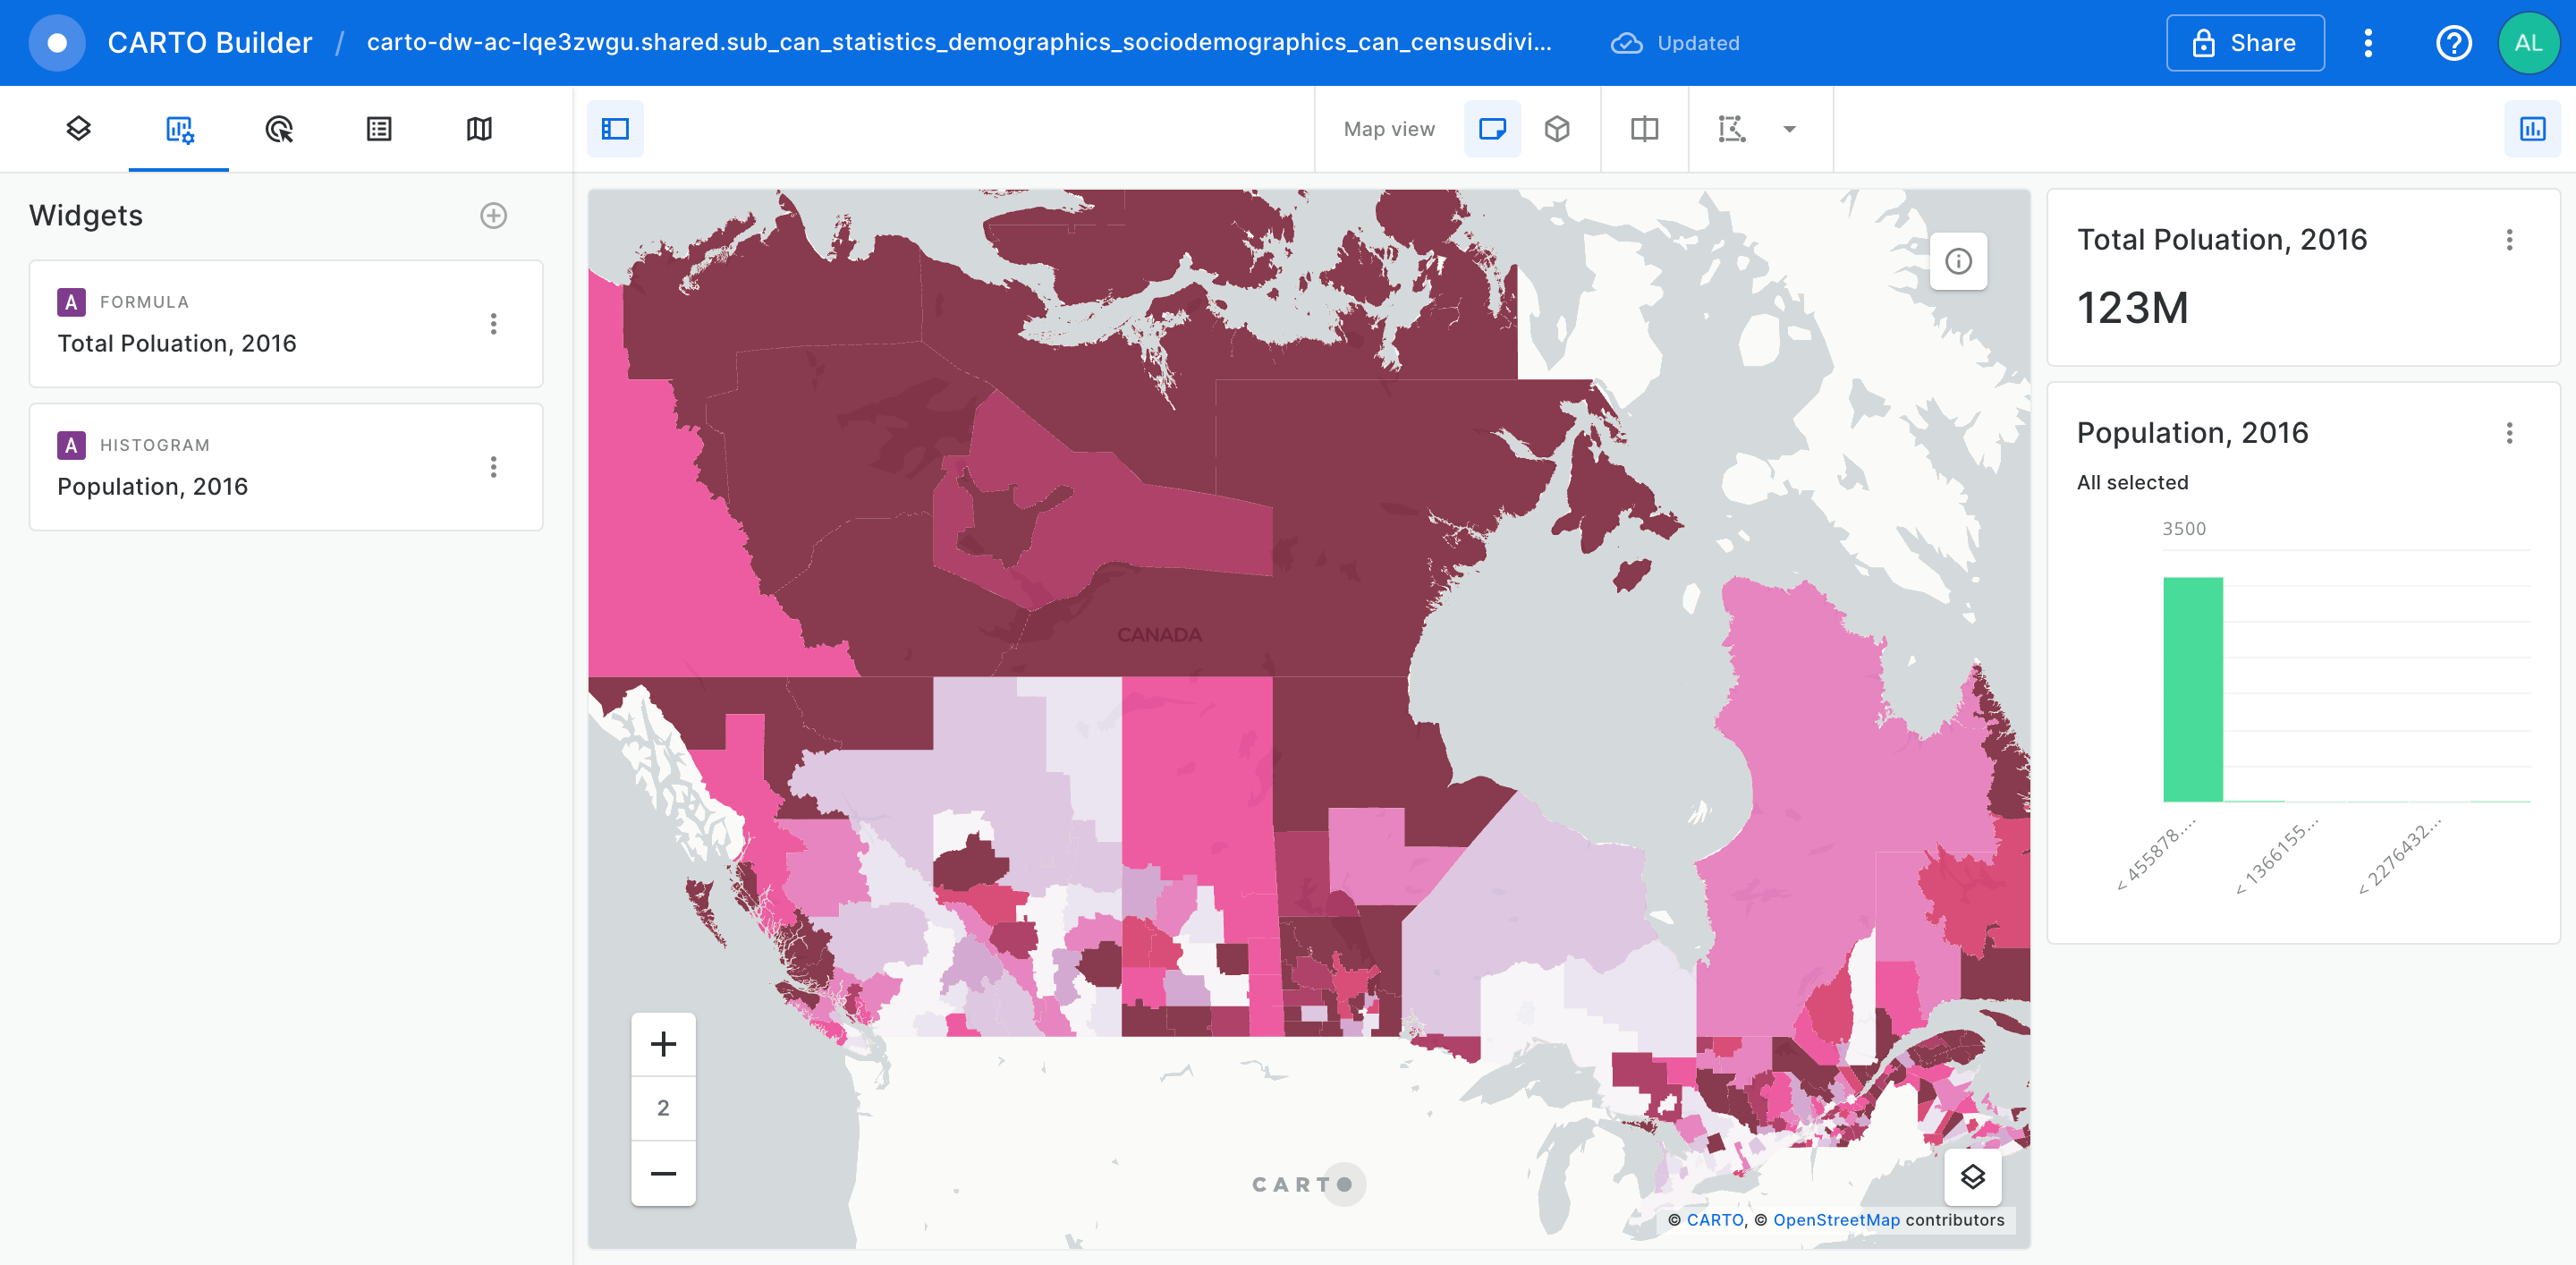 CARTO Builder / carto-dw-ac-lqe3zwgu.shared.sub_can_statistics_demographics_sociodemographics_can_censusdivi... Updated Share AL
Map view
Widgets
A FORMULA
Total Poluation, 2016
A HISTOGRAM
Population, 2016
CANADA
+
2
−
CARTO
© CARTO, © OpenStreetMap contributors
Total Poluation, 2016
123M
Population, 2016
All selected
3500
< 455878....
< 1366155...
< 2276432...